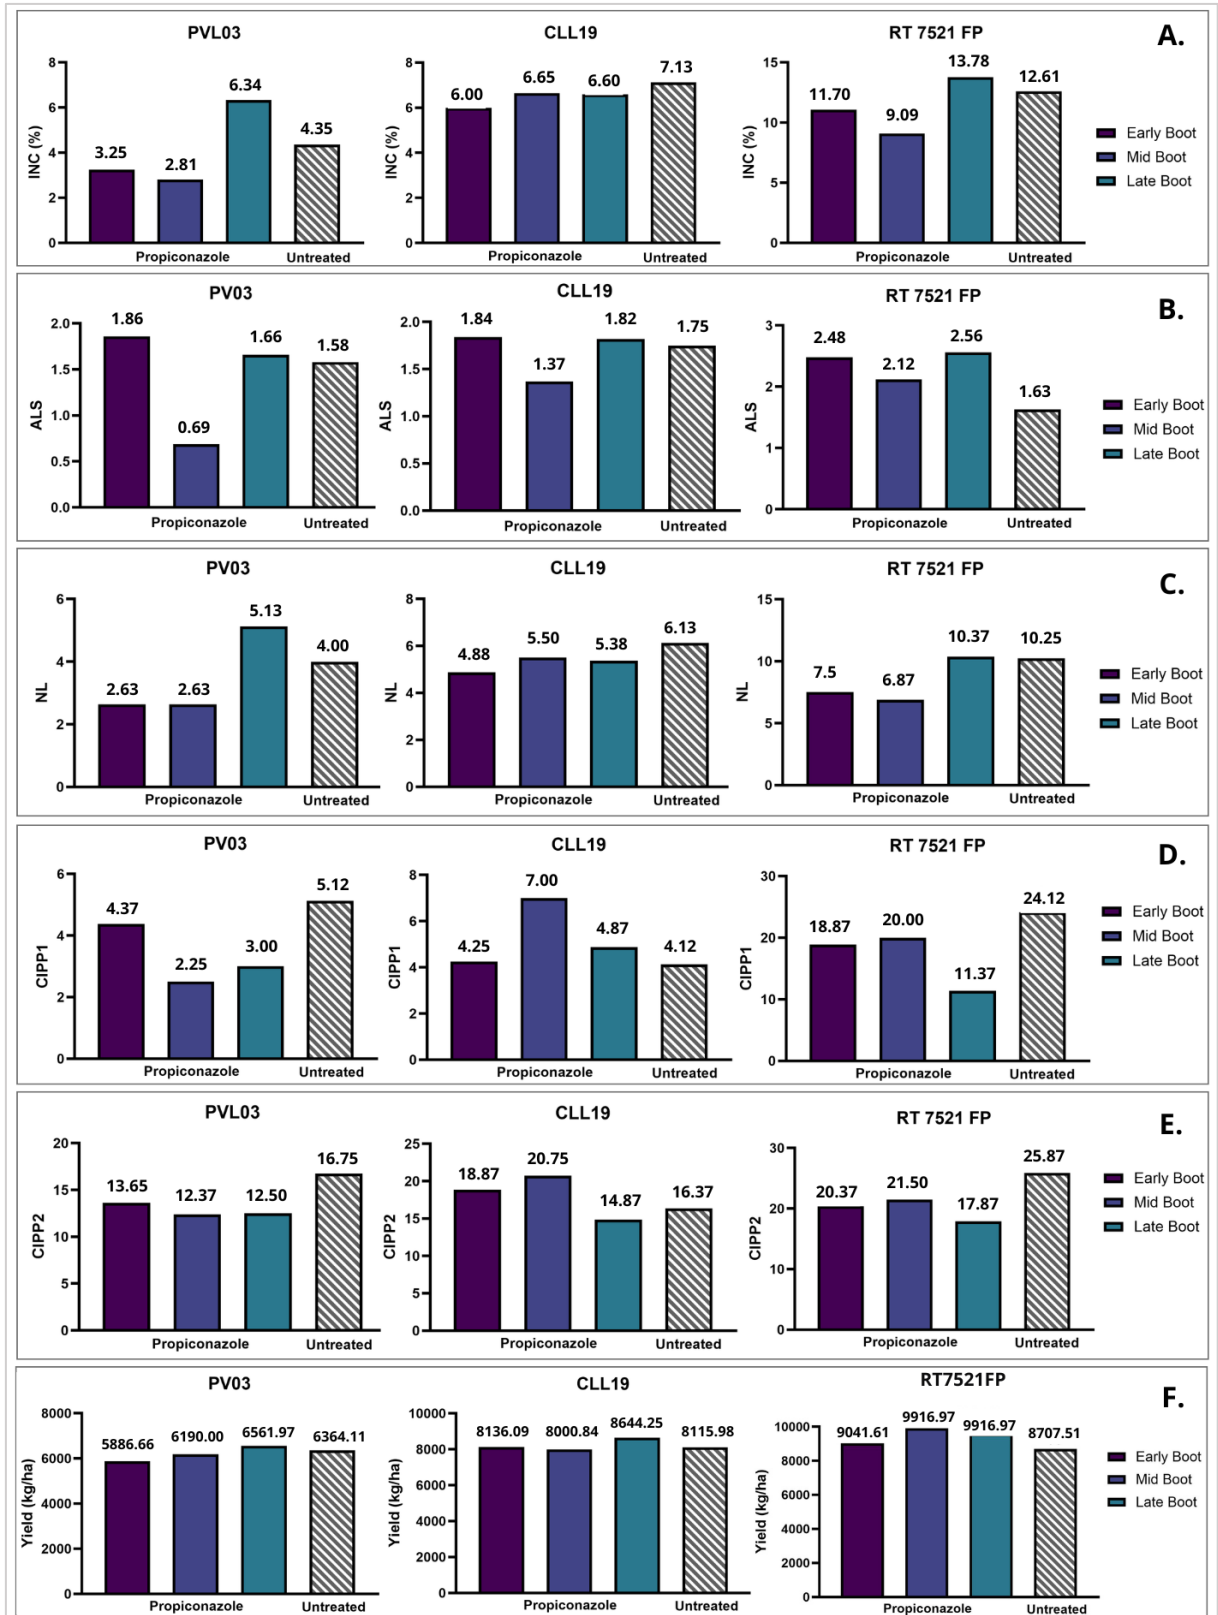 A.
PVL03
CLL19
RT 7521 FP
INC (%)
8
6
4
2
0
3.25
2.81
6.34
4.35
Propiconazole
Untreated
INC (%)
8
6
4
2
0
6.00
6.65
6.60
7.13
Propiconazole
Untreated
INC (%)
15
10
5
0
11.70
9.09
13.78
12.61
Propiconazole
Untreated
Early Boot
Mid Boot
Late Boot
B.
PV03
CLL19
RT 7521 FP
ALS
2.0
1.5
1.0
0.5
0.0
1.86
0.69
1.66
1.58
Propiconazole
Untreated
ALS
2.0
1.5
1.0
0.5
0.0
1.84
1.37
1.82
1.75
Propiconazole
Untreated
ALS
3
2
1
0
2.48
2.12
2.56
1.63
Propiconazole
Untreated
Early Boot
Mid Boot
Late Boot
C.
PV03
CLL19
RT 7521 FP
NL
6
4
2
0
2.63
2.63
5.13
4.00
Propiconazole
Untreated
NL
8
6
4
2
0
4.88
5.50
5.38
6.13
Propiconazole
Untreated
NL
15
10
5
0
7.5
6.87
10.37
10.25
Propiconazole
Untreated
Early Boot
Mid Boot
Late Boot
D.
PV03
CLL19
RT 7521 FP
CIPP1
6
4
2
0
4.37
2.25
3.00
5.12
Propiconazole
Untreated
CIPP1
8
6
4
2
0
4.25
7.00
4.87
4.12
Propiconazole
Untreated
CIPP1
30
20
10
0
18.87
20.00
11.37
24.12
Propiconazole
Untreated
Early Boot
Mid Boot
Late Boot
E.
PVL03
CLL19
RT 7521 FP
CIPP2
20
15
10
5
0
13.65
12.37
12.50
16.75
Propiconazole
Untreated
CIPP2
25
20
15
10
5
0
18.87
20.75
14.87
16.37
Propiconazole
Untreated
CIPP2
30
20
10
0
20.37
21.50
17.87
25.87
Propiconazole
Untreated
Early Boot
Mid Boot
Late Boot
F.
PV03
CLL19
RT7521FP
Yield (kg/ha)
8000
6000
4000
2000
0
5886.66
6190.00
6561.97
6364.11
Propiconazole
Untreated
Yield (kg/ha)
10000
8000
6000
4000
2000
0
8136.09
8000.84
8644.25
8115.98
Propiconazole
Untreated
Yield (kg/ha)
10000
8000
6000
4000
2000
0
9041.61
9916.97
9916.97
8707.51
Propiconazole
Untreated
Early Boot
Mid Boot
Late Boot